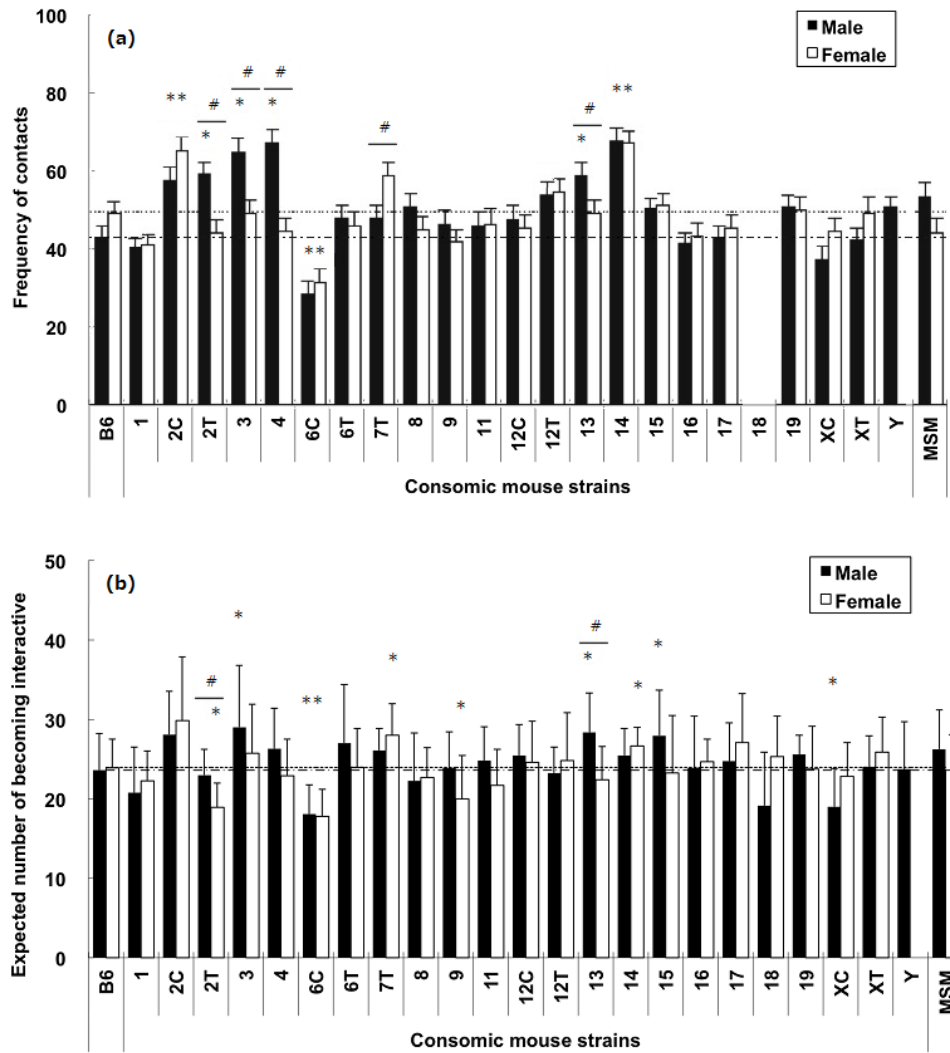 (a)
Male
Female
Frequency of contacts
100
80
60
40
20
0
** # * # * # * ** # # * **
B6 1 2C 2T 3 4 6C 6T 7T 8 9 11 12C 12T 13 14 15 16 17 18 19 XC XT Y MSM
Consomic mouse strains
(b)
Male
Female
Expected number of becoming interactive
50
40
30
20
10
0
# * * ** * * # * * * *
B6 1 2C 2T 3 4 6C 6T 7T 8 9 11 12C 12T 13 14 15 16 17 18 19 XC XT Y MSM
Consomic mouse strains